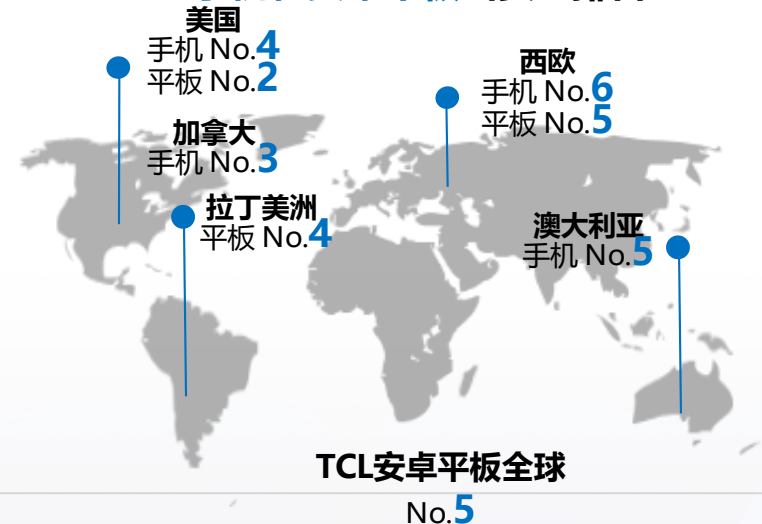 美国
手机 No.4
平板 No.2
西欧
手机 No.6
平板 No.5
加拿大
手机 No.3
拉丁美洲
平板 No.4
澳大利亚
手机 No.5
TCL安卓平板全球
No.5